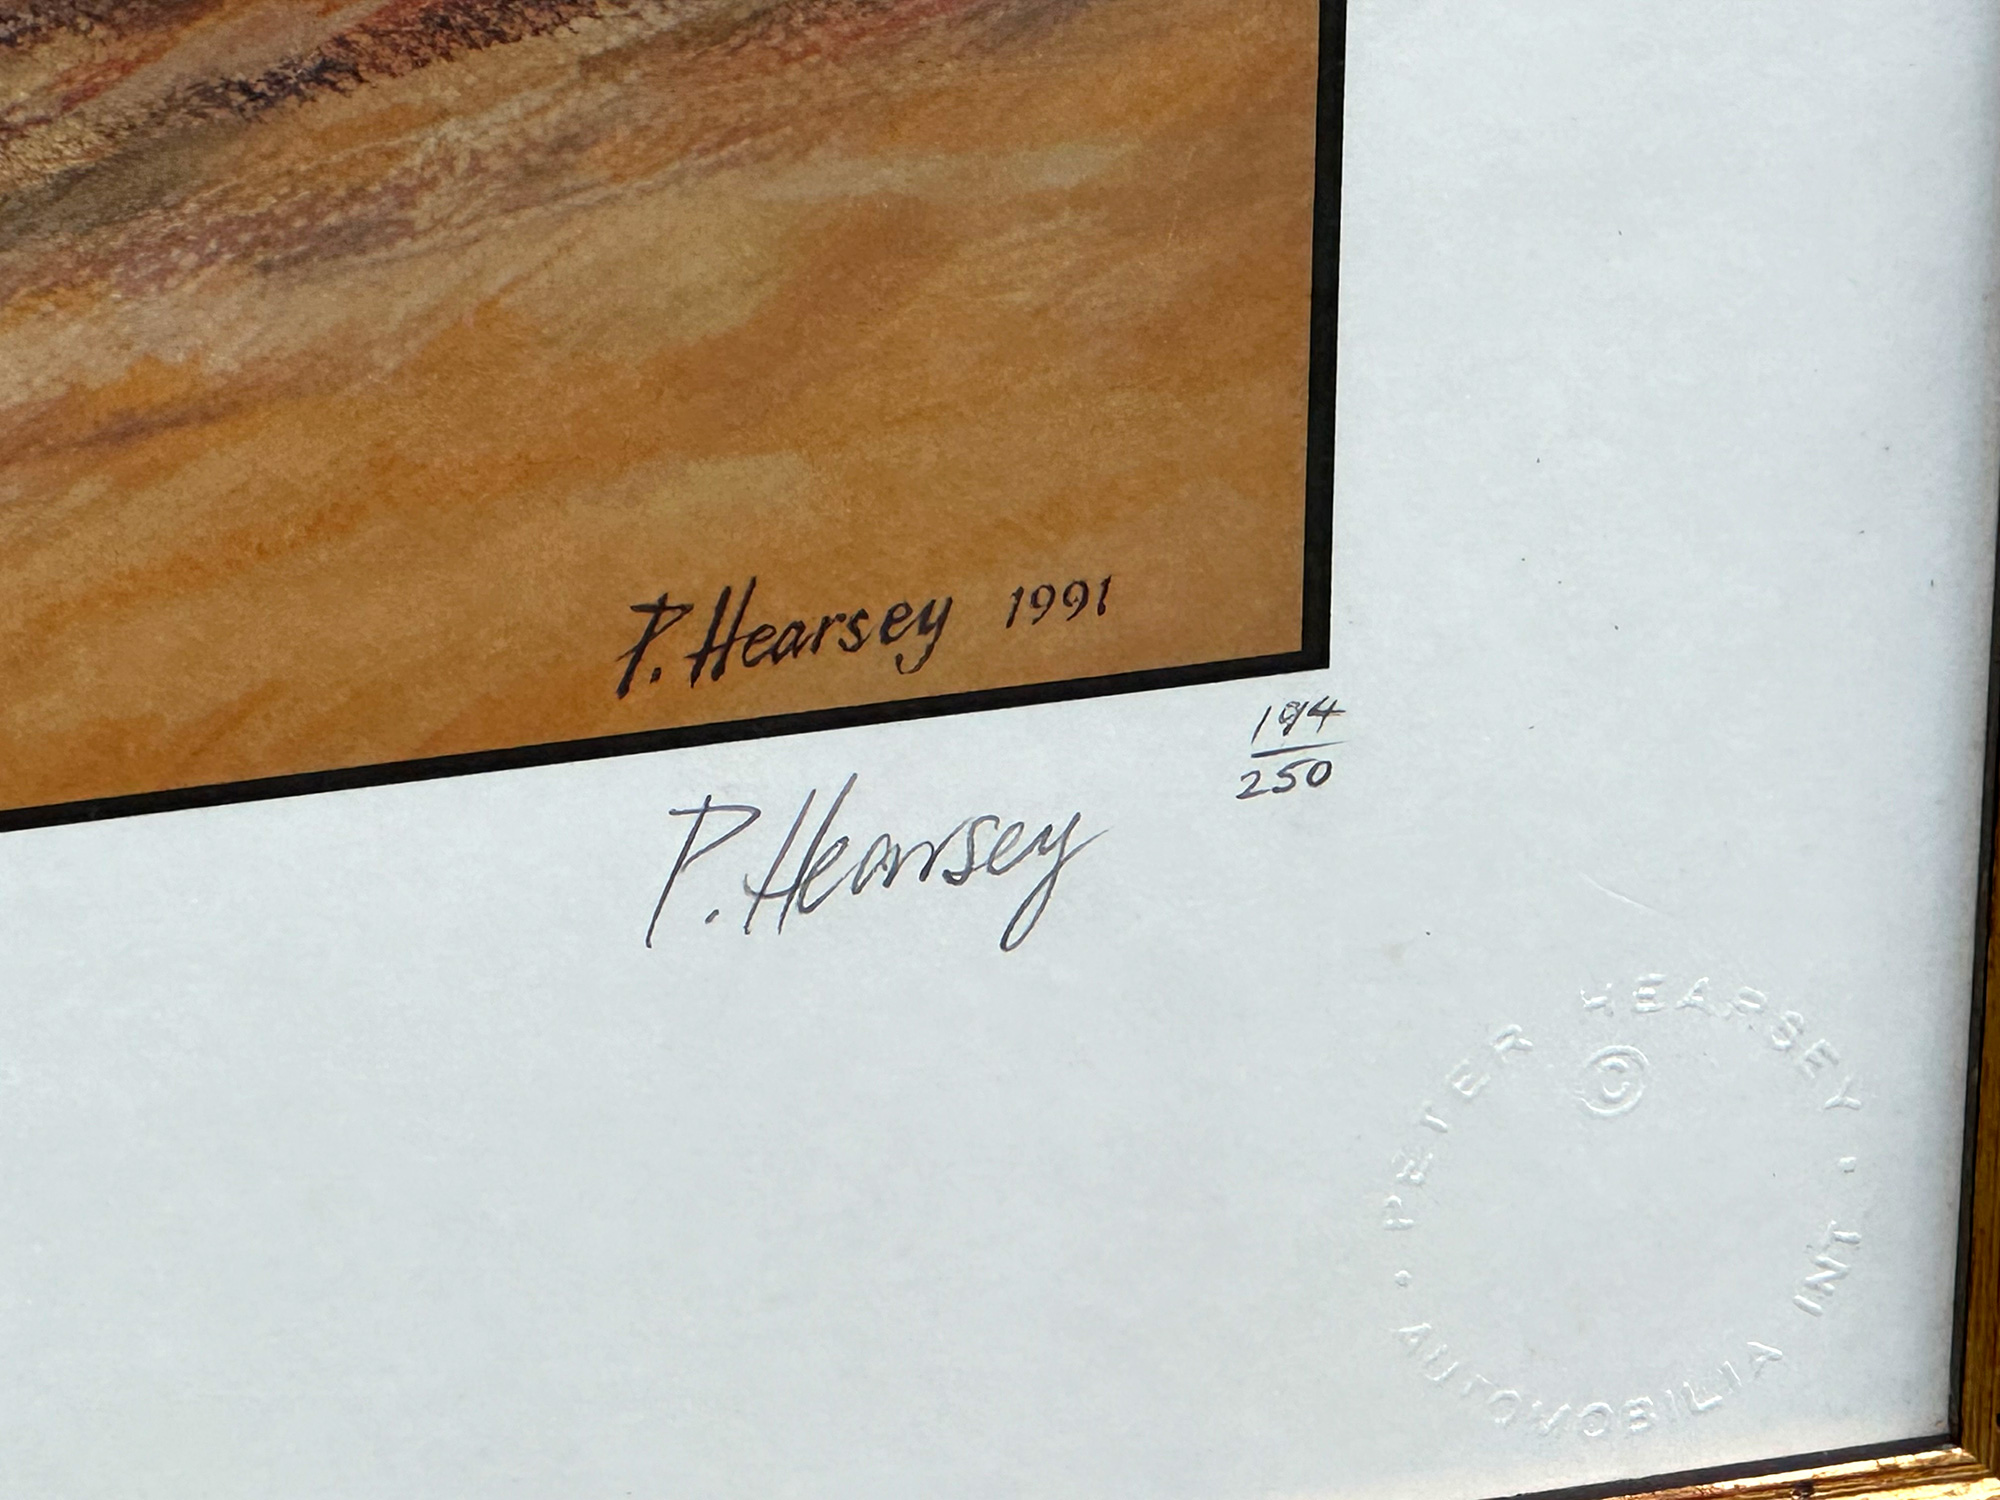 P. Hearsey 1991
194
250
P. Hearsey
PETER HEARSEY
©
· AUTOMOBILIA INT ·